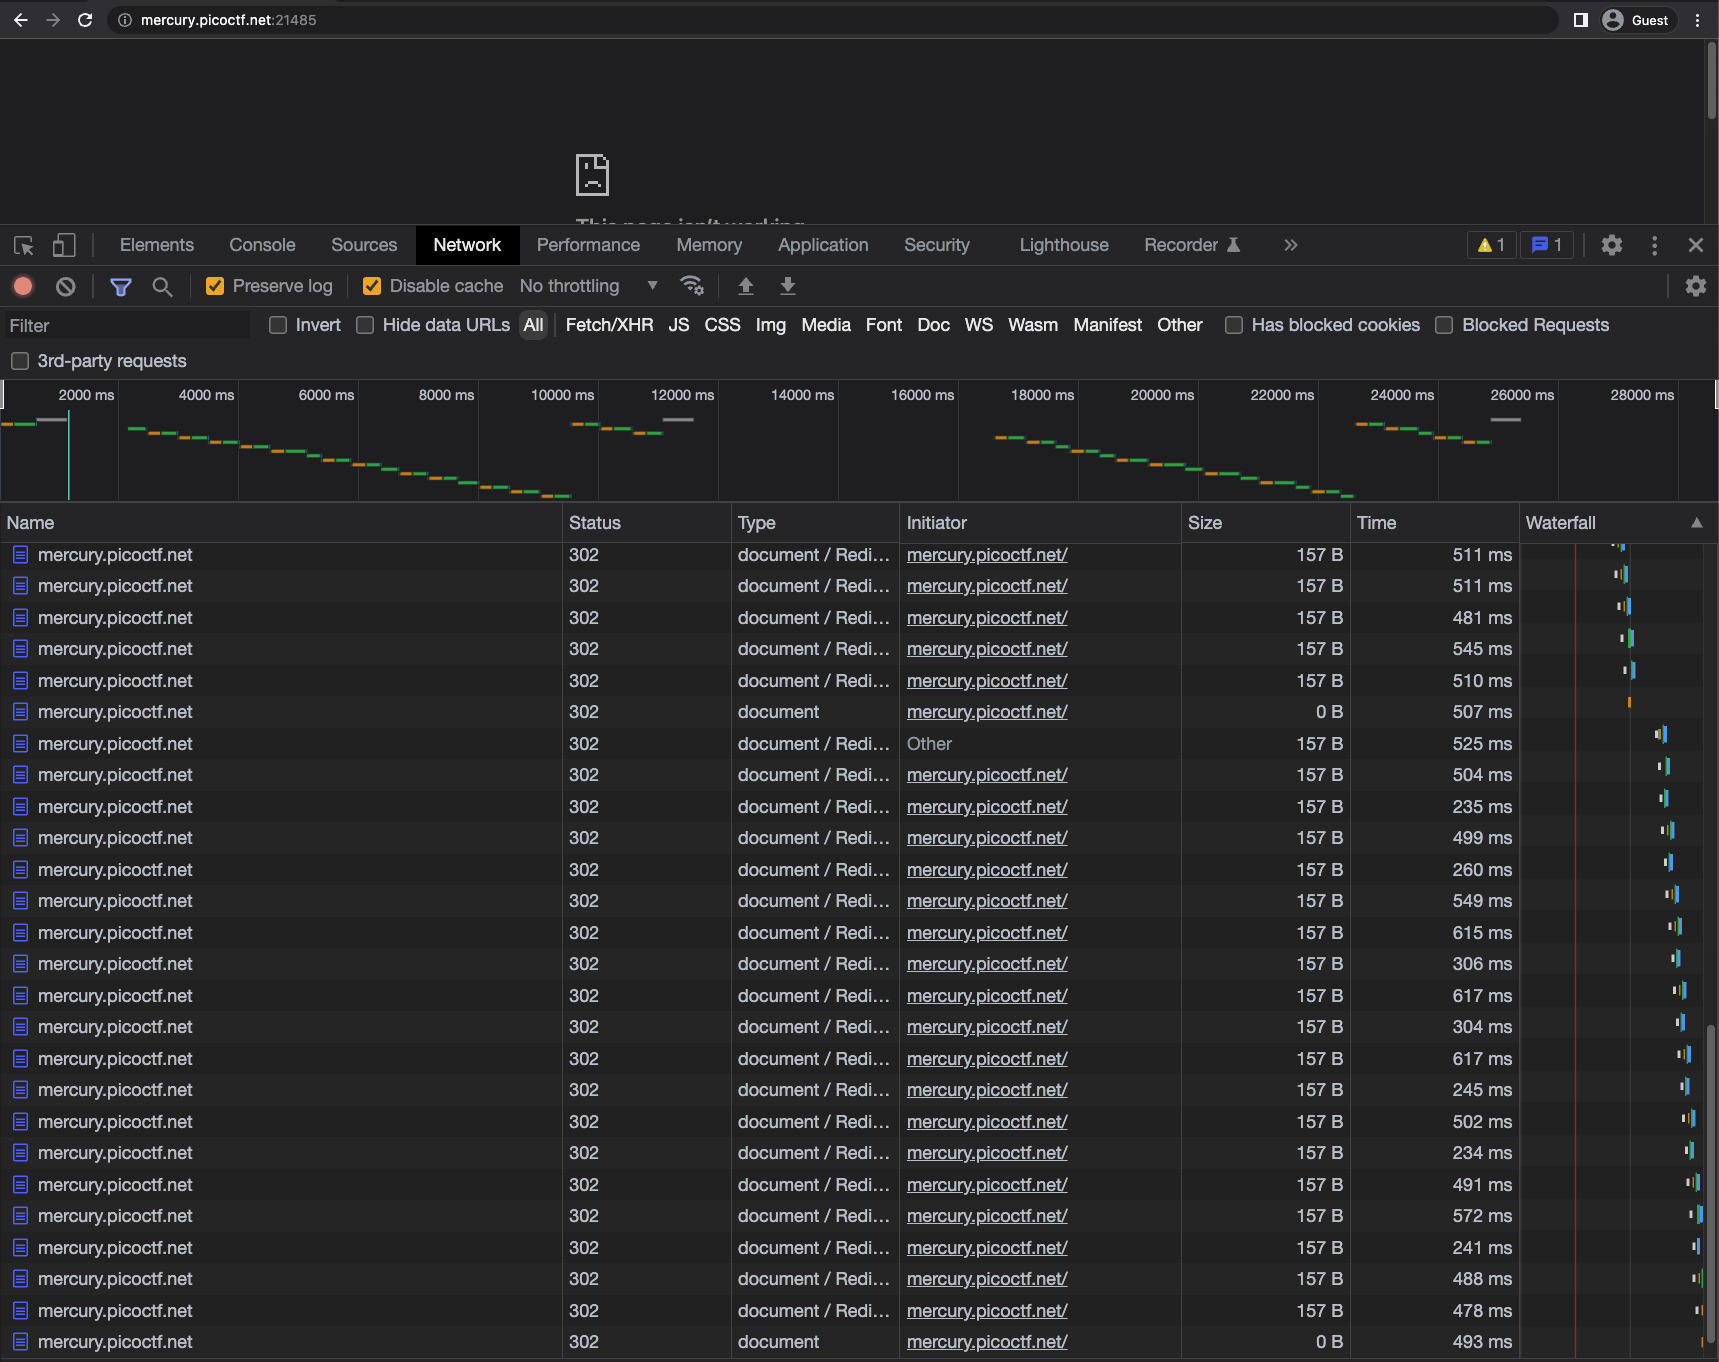 mercury.picoctf.net:21485 Guest
This page isn't working
Elements Console Sources Network Performance Memory Application Security Lighthouse Recorder 1 1
Preserve log Disable cache No throttling
Filter Invert Hide data URLs All Fetch/XHR JS CSS Img Media Font Doc WS Wasm Manifest Other Has blocked cookies Blocked Requests
3rd-party requests
2000 ms 4000 ms 6000 ms 8000 ms 10000 ms 12000 ms 14000 ms 16000 ms 18000 ms 20000 ms 22000 ms 24000 ms 26000 ms 28000 ms
Name Status Type Initiator Size Time Waterfall
mercury.picoctf.net 302 document / Redi... mercury.picoctf.net/ 157 B 511 ms
mercury.picoctf.net 302 document / Redi... mercury.picoctf.net/ 157 B 511 ms
mercury.picoctf.net 302 document / Redi... mercury.picoctf.net/ 157 B 481 ms
mercury.picoctf.net 302 document / Redi... mercury.picoctf.net/ 157 B 545 ms
mercury.picoctf.net 302 document / Redi... mercury.picoctf.net/ 157 B 510 ms
mercury.picoctf.net 302 document mercury.picoctf.net/ 0 B 507 ms
mercury.picoctf.net 302 document / Redi... Other 157 B 525 ms
mercury.picoctf.net 302 document / Redi... mercury.picoctf.net/ 157 B 504 ms
mercury.picoctf.net 302 document / Redi... mercury.picoctf.net/ 157 B 235 ms
mercury.picoctf.net 302 document / Redi... mercury.picoctf.net/ 157 B 499 ms
mercury.picoctf.net 302 document / Redi... mercury.picoctf.net/ 157 B 260 ms
mercury.picoctf.net 302 document / Redi... mercury.picoctf.net/ 157 B 549 ms
mercury.picoctf.net 302 document / Redi... mercury.picoctf.net/ 157 B 615 ms
mercury.picoctf.net 302 document / Redi... mercury.picoctf.net/ 157 B 306 ms
mercury.picoctf.net 302 document / Redi... mercury.picoctf.net/ 157 B 617 ms
mercury.picoctf.net 302 document / Redi... mercury.picoctf.net/ 157 B 304 ms
mercury.picoctf.net 302 document / Redi... mercury.picoctf.net/ 157 B 617 ms
mercury.picoctf.net 302 document / Redi... mercury.picoctf.net/ 157 B 245 ms
mercury.picoctf.net 302 document / Redi... mercury.picoctf.net/ 157 B 502 ms
mercury.picoctf.net 302 document / Redi... mercury.picoctf.net/ 157 B 234 ms
mercury.picoctf.net 302 document / Redi... mercury.picoctf.net/ 157 B 491 ms
mercury.picoctf.net 302 document / Redi... mercury.picoctf.net/ 157 B 572 ms
mercury.picoctf.net 302 document / Redi... mercury.picoctf.net/ 157 B 241 ms
mercury.picoctf.net 302 document / Redi... mercury.picoctf.net/ 157 B 488 ms
mercury.picoctf.net 302 document / Redi... mercury.picoctf.net/ 157 B 478 ms
mercury.picoctf.net 302 document mercury.picoctf.net/ 0 B 493 ms